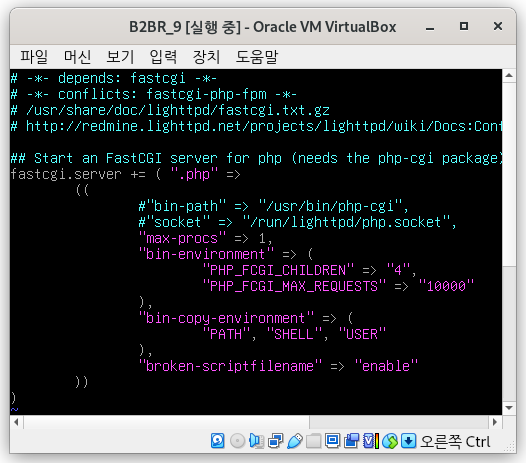 B2BR_9 [실행 중] - Oracle VM VirtualBox
파일 머신 보기 입력 장치 도움말
# -*- depends: fastcgi -*-
# -*- conflicts: fastcgi-php-fpm -*-
# /usr/share/doc/lighttpd/fastcgi.txt.gz
# http://redmine.lighttpd.net/projects/lighttpd/wiki/Docs:Conf
## Start an FastCGI server for php (needs the php-cgi package)
fastcgi.server += ( ".php" =>
((
#"bin-path" => "/usr/bin/php-cgi",
#"socket" => "/run/lighttpd/php.socket",
"max-procs" => 1,
"bin-environment" => (
"PHP_FCGI_CHILDREN" => "4",
"PHP_FCGI_MAX_REQUESTS" => "10000"
),
"bin-copy-environment" => (
"PATH", "SHELL", "USER"
),
"broken-scriptfilename" => "enable"
))
)
~
오른쪽 Ctrl